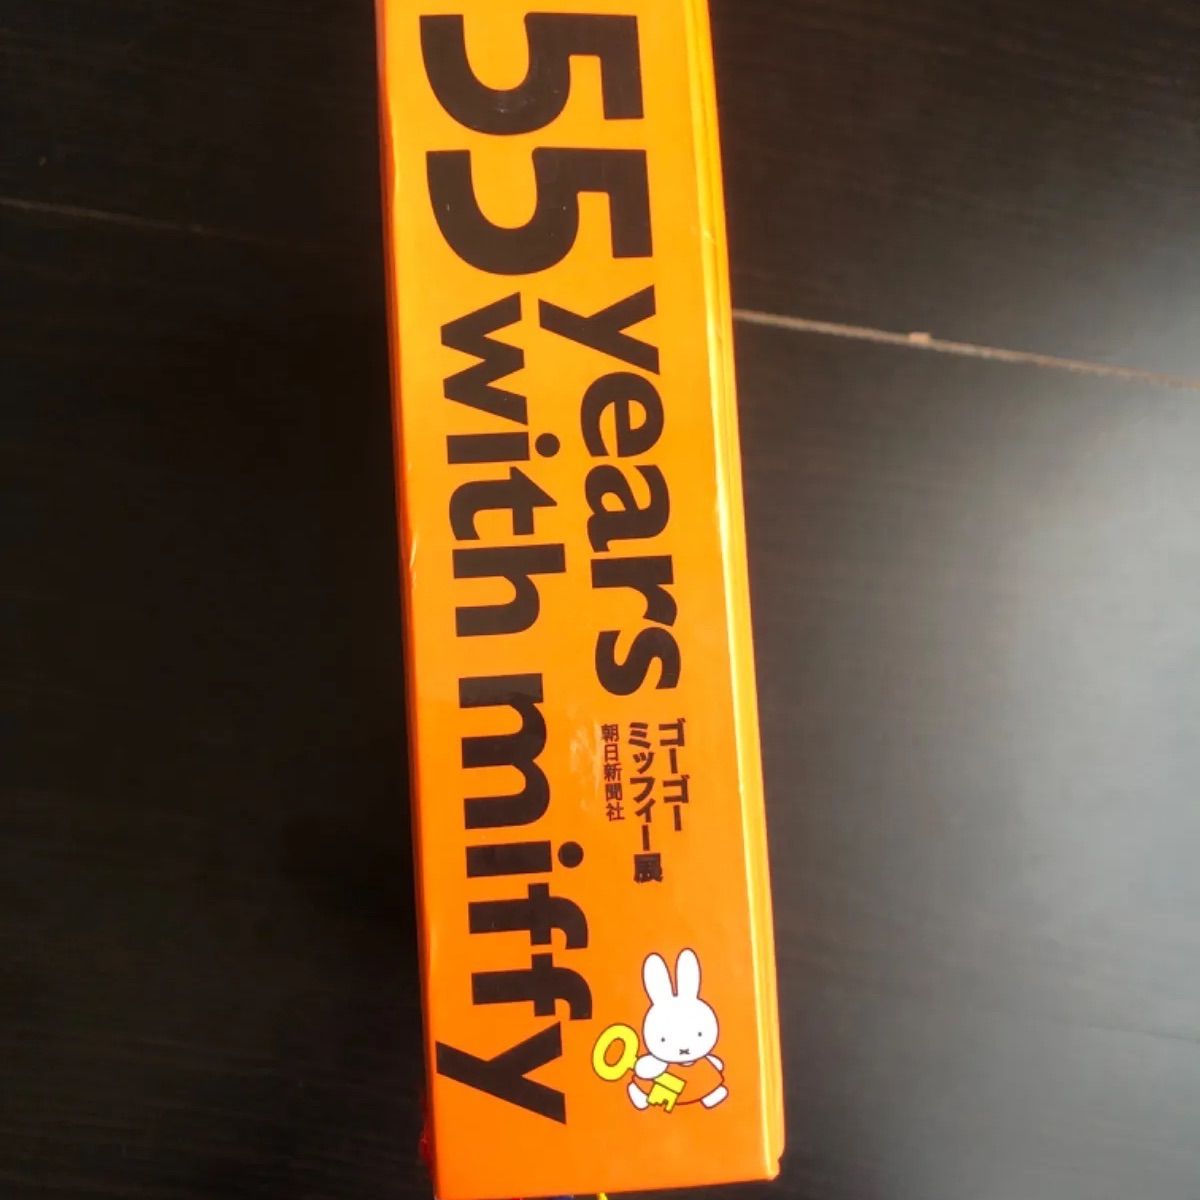 55
years
with miffy
ゴーゴー
ミッフィー展
朝日新聞社